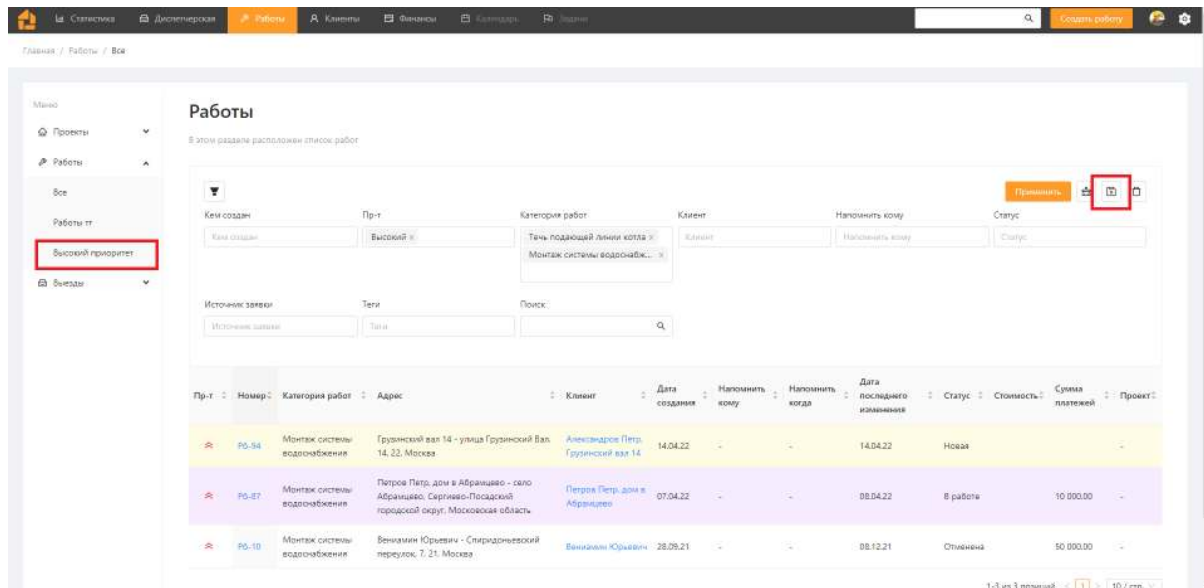 Статистика Диспетчерская Работы Клиенты Финансы Календарь Задачи Создать работу
Главная / Работы / Все
Меню
Проекты
Работы
Все
Работы тт
Высокий приоритет
Выезды
Работы
В этом разделе расположен список работ
Применить
Кем создан Пр-т Категория работ Клиент Напомнить кому Статус
Кем создан Высокий × Течь подающей линии котла × Клиент Напомнить кому Статус
Монтаж системы водоснабж... ×
Источник заявки Теги Поиск
Источник заявки Теги
Пр-т Номер Категория работ Адрес Клиент Дата создания Напомнить кому Напомнить когда Дата последнего изменения Статус Стоимость Сумма платежей Проект
Р6-94 Монтаж системы водоснабжения Грузинский вал 14 - улица Грузинский Вал, 14, 22, Москва Александров Петр, Грузинский вал 14 14.04.22 - - 14.04.22 Новая -
Р6-87 Монтаж системы водоснабжения Петров Петр, дом в Абрамцево - село Абрамцево, Сергиево-Посадский городской округ, Московская область Петров Петр, дом в Абрамцево 07.04.22 - - 08.04.22 В работе 10 000.00 -
Р6-10 Монтаж системы водоснабжения Вениамин Юрьевич - Спиридоньевский переулок, 7, 21, Москва Вениамин Юрьевич 28.09.21 - - 08.12.21 Отменена 50 000.00 -
1-3 из 3 позиций < 1 > 10 / стр.